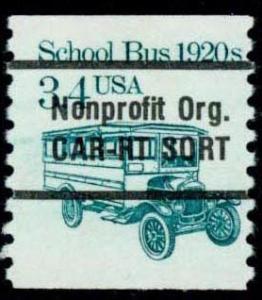 School Bus 1920s
3.4 USA
Nonprofit Org.
CAR-RT SORT